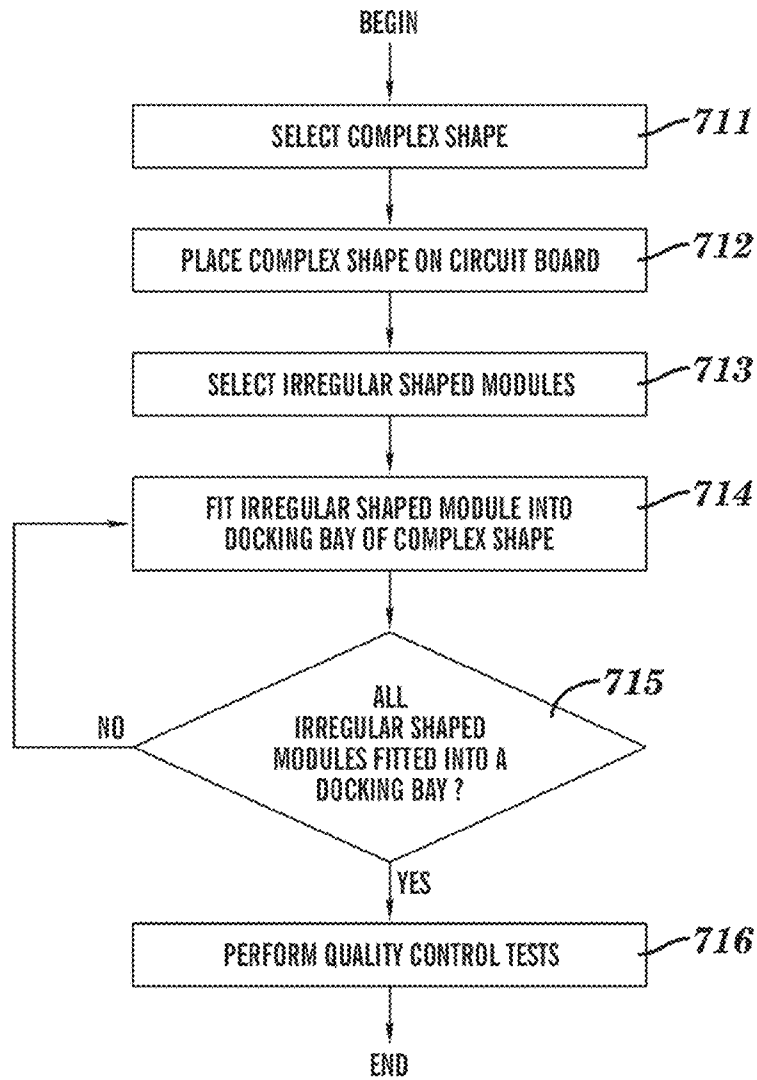 BEGIN
SELECT COMPLEX SHAPE
711
PLACE COMPLEX SHAPE ON CIRCUIT BOARD
712
SELECT IRREGULAR SHAPED MODULES
713
FIT IRREGULAR SHAPED MODULE INTO
DOCKING BAY OF COMPLEX SHAPE
714
ALL
IRREGULAR SHAPED
MODULES FITTED INTO A
DOCKING BAY ?
715
NO
YES
PERFORM QUALITY CONTROL TESTS
716
END